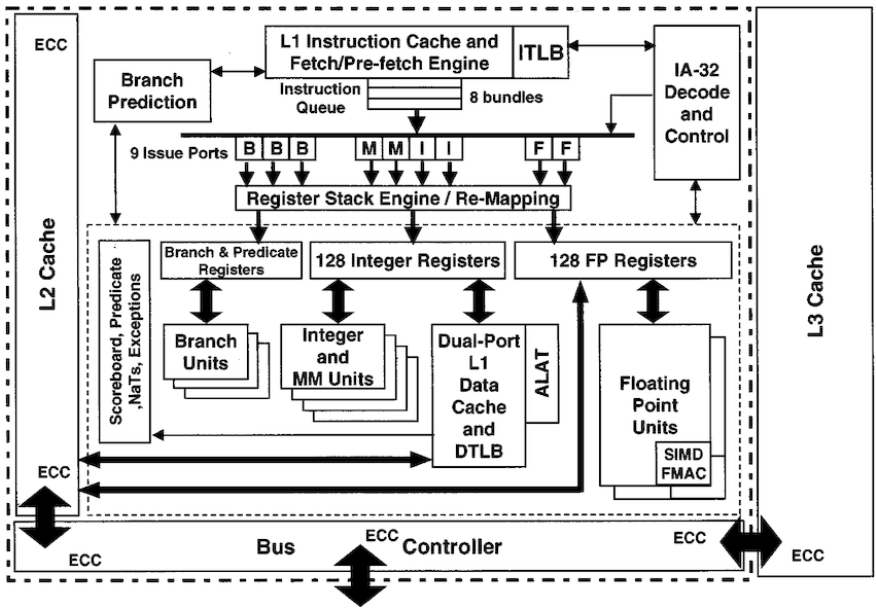 ECC
L1 Instruction Cache and
Fetch/Pre-fetch Engine
ITLB
IA-32
Decode
and
Control
Branch
Prediction
Instruction
Queue
8 bundles
9 Issue Ports
B B B M M I I F F
Register Stack Engine / Re-Mapping
L2 Cache
L3 Cache
Scoreboard, Predicate
,NaTs, Exceptions
Branch & Predicate
Registers
128 Integer Registers
128 FP Registers
Branch
Units
Integer
and
MM Units
Dual-Port
L1
Data
Cache
and
DTLB
ALAT
Floating
Point
Units
SIMD
FMAC
ECC
ECC
Bus Controller
ECC
ECC
ECC